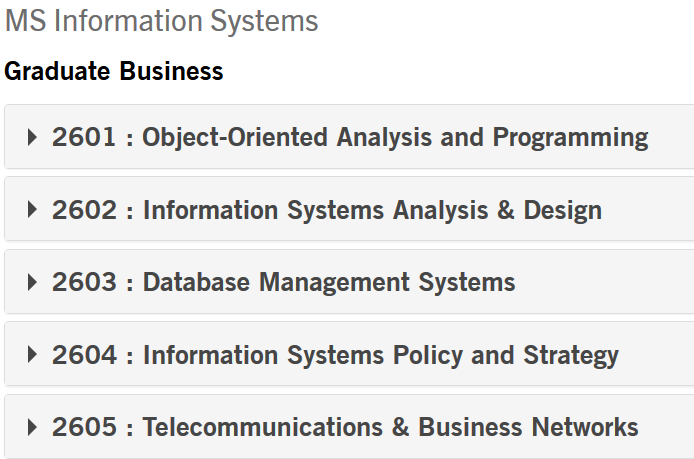 MS Information Systems
Graduate Business
2601 : Object-Oriented Analysis and Programming
2602 : Information Systems Analysis & Design
2603 : Database Management Systems
2604 : Information Systems Policy and Strategy
2605 : Telecommunications & Business Networks